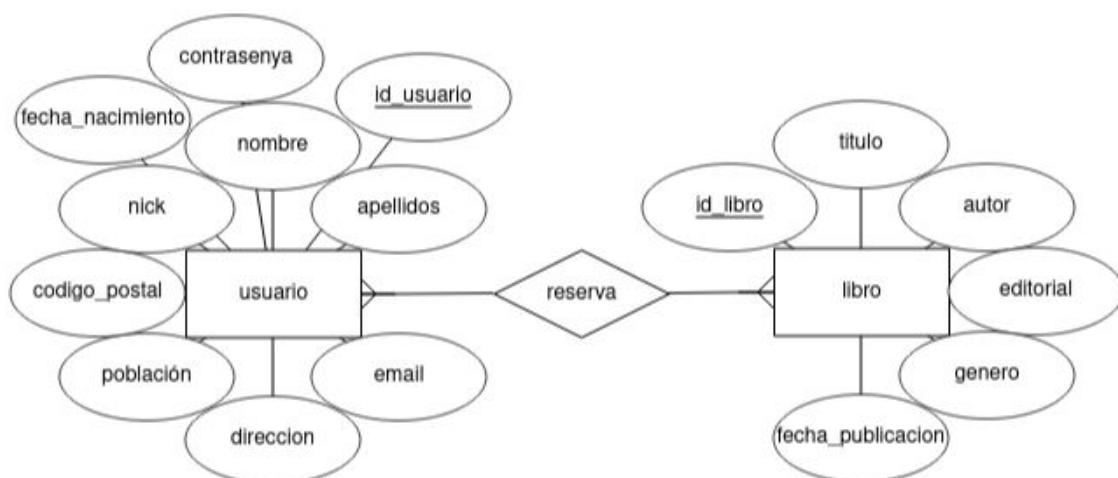 contrasenya
id_usuario
fecha_nacimiento
nombre
nick
apellidos
codigo_postal
usuario
población
email
direccion
reserva
titulo
id_libro
autor
libro
editorial
genero
fecha_publicacion